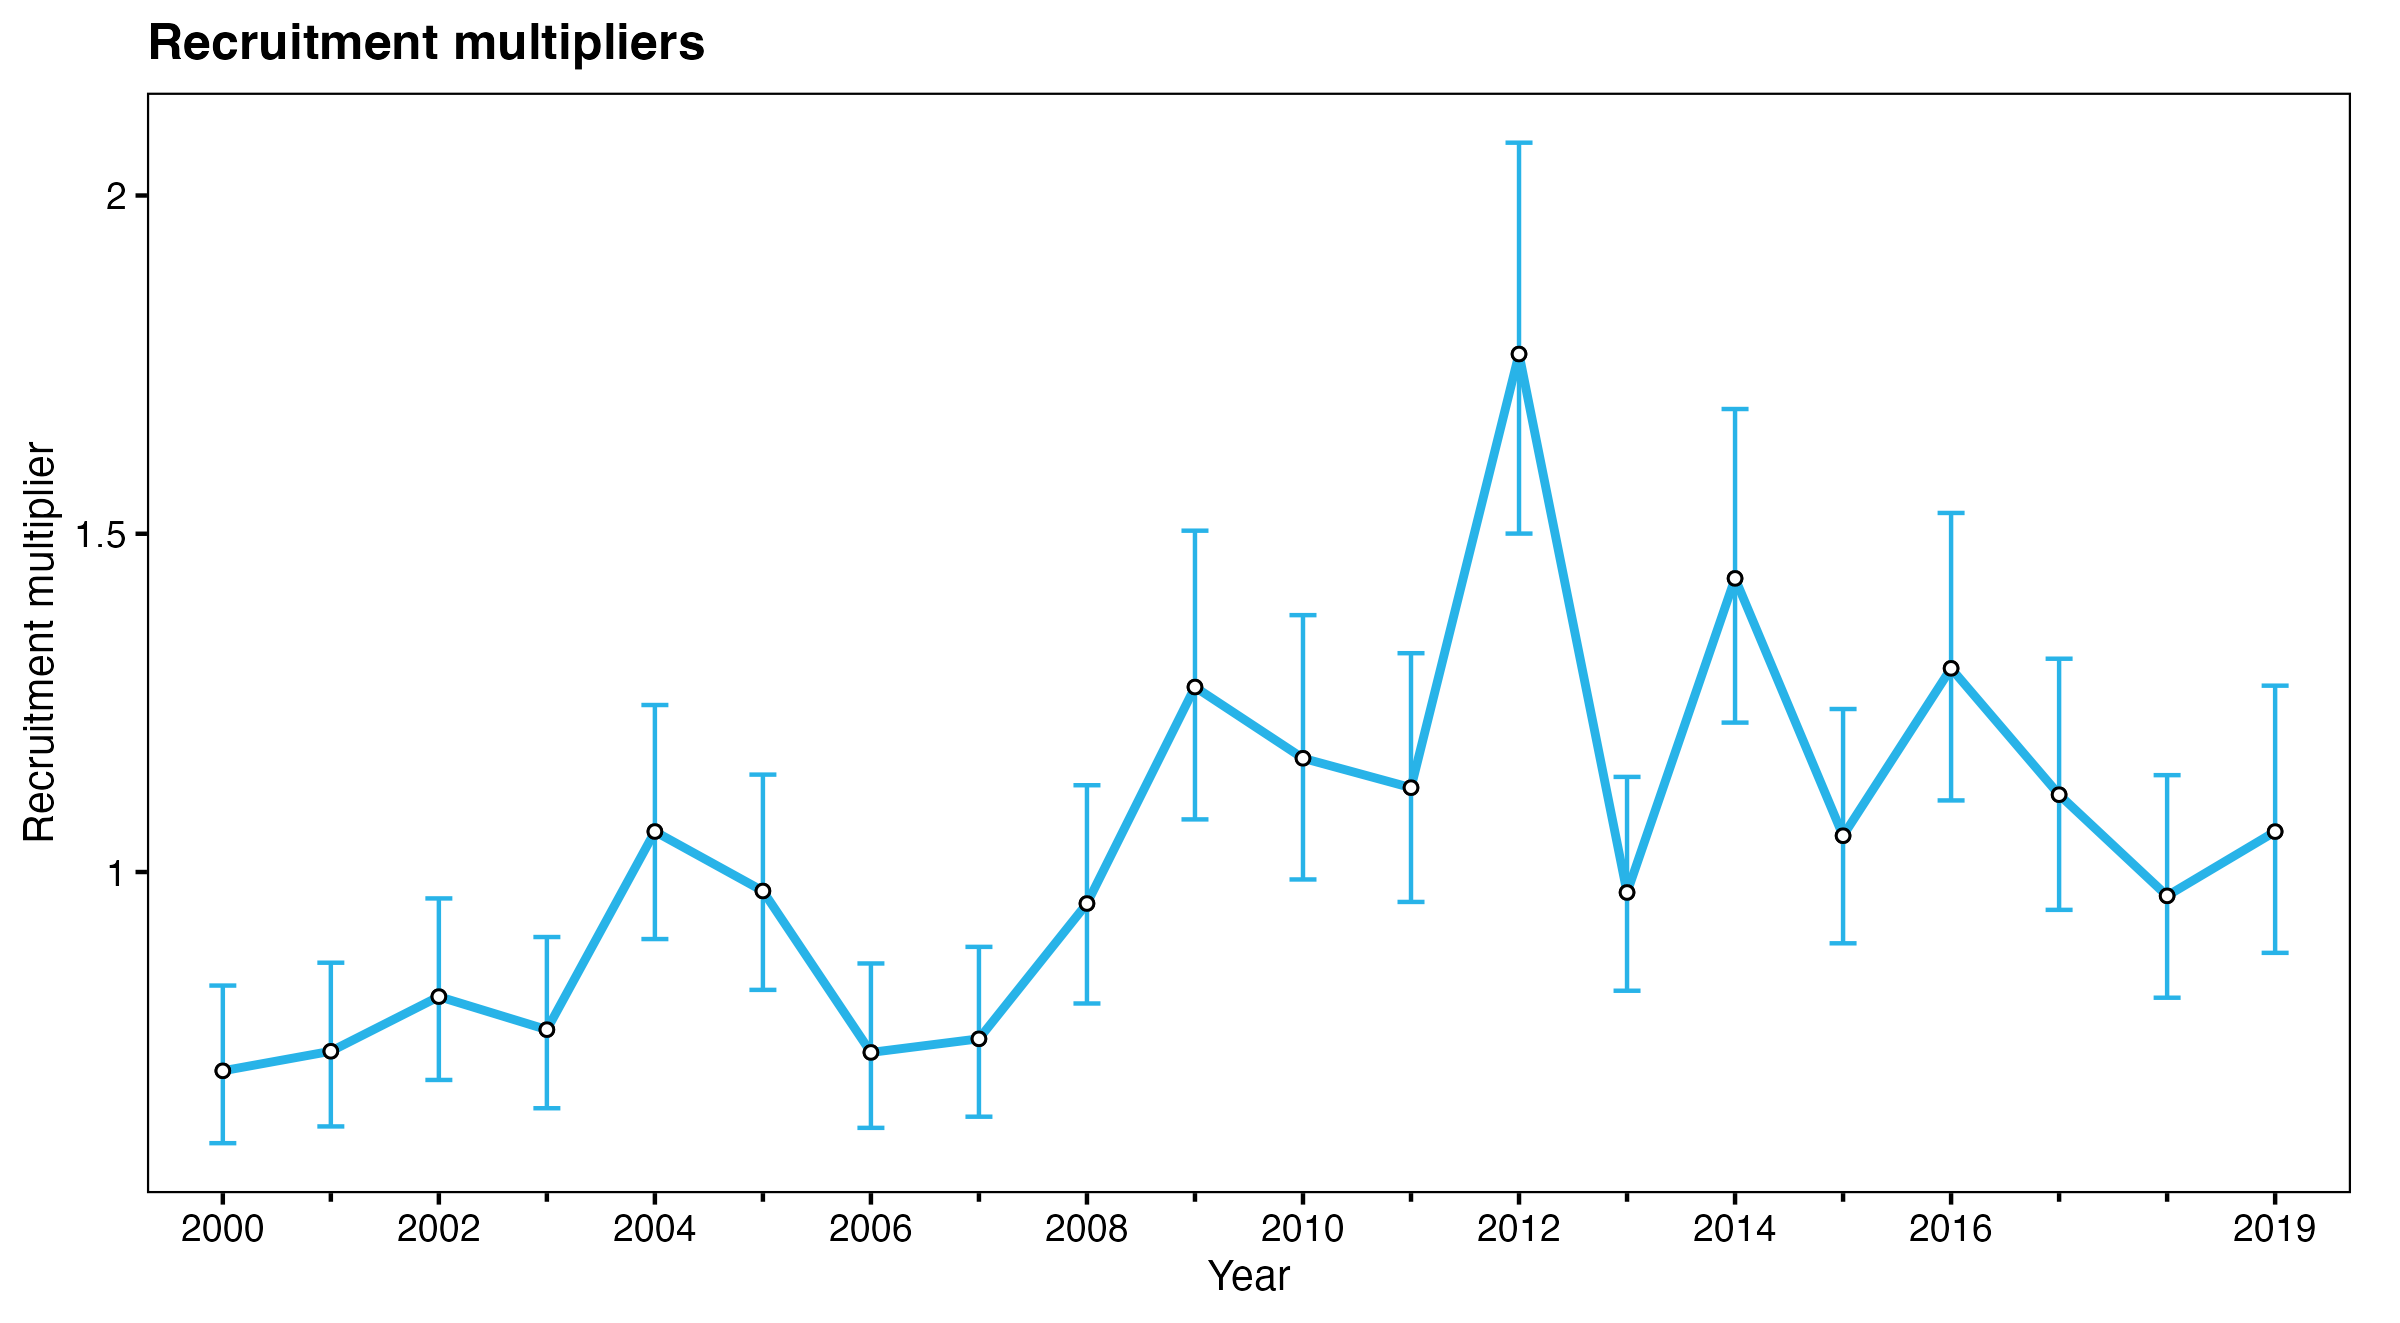 Recruitment multipliers
2
1.5
1
Recruitment multiplier
2000 2002 2004 2006 2008 2010 2012 2014 2016 2019
Year